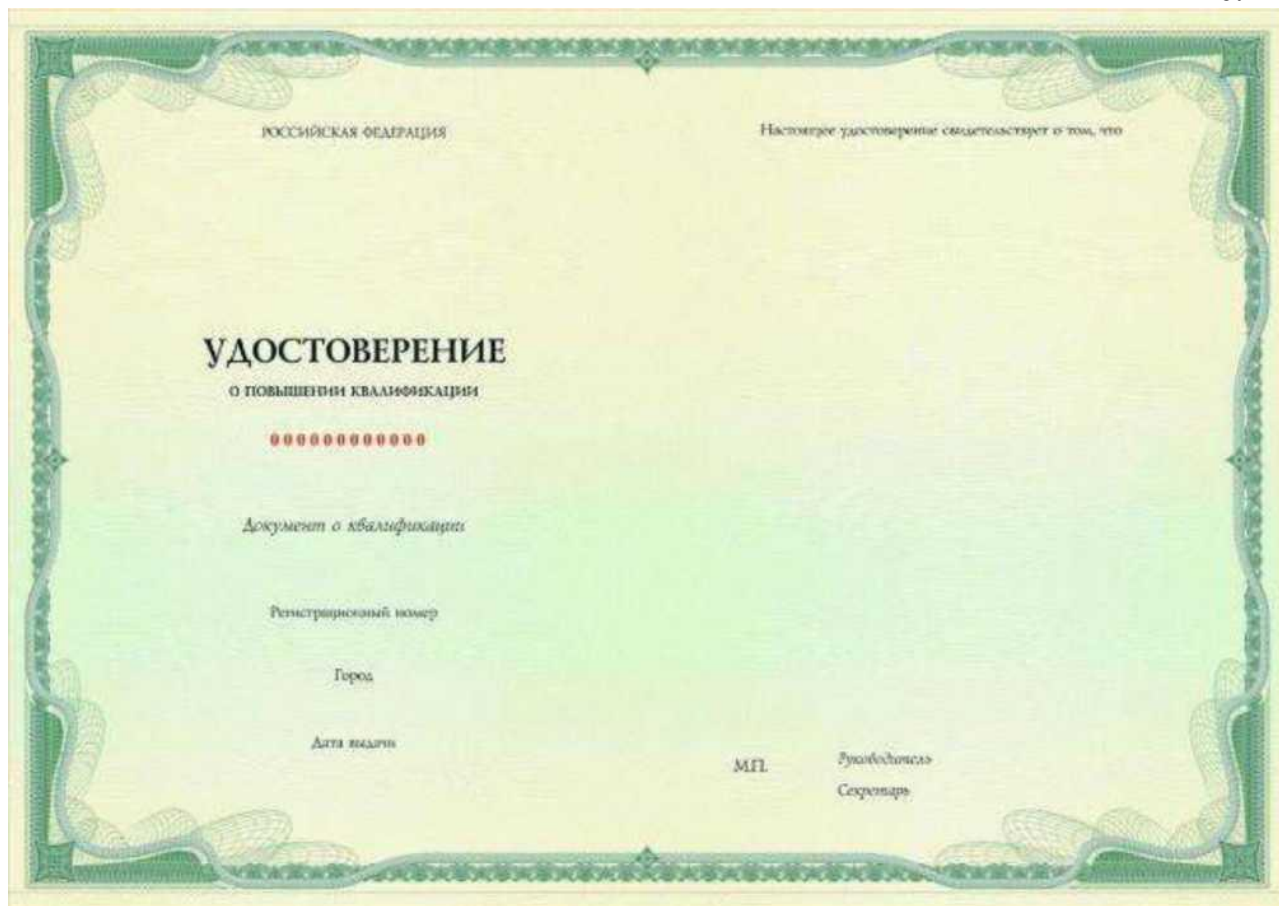 РОССИЙСКАЯ ФЕДЕРАЦИЯ
УДОСТОВЕРЕНИЕ
О ПОВЫШЕНИИ КВАЛИФИКАЦИИ
000000000000
Документ о квалификации
Регистрационный номер
Город
Дата выдачи
Настоящее удостоверение свидетельствует о том, что
М.П.
Руководитель
Секретарь